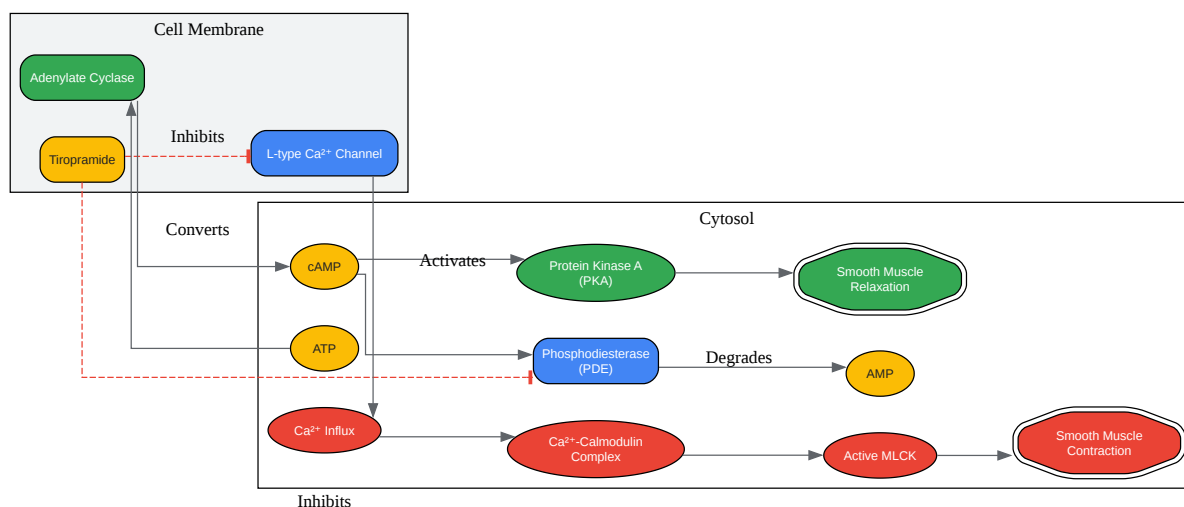 Cell Membrane
Adenylate Cyclase
Inhibits
Tiropramide
L-type Ca²⁺ Channel
Cytosol
Converts
cAMP
Activates
Protein Kinase A
(PKA)
Smooth Muscle
Relaxation
ATP
Phosphodiesterase
(PDE)
Degrades
AMP
Ca²⁺ Influx
Ca²⁺-Calmodulin
Complex
Active MLCK
Smooth Muscle
Contraction
Inhibits